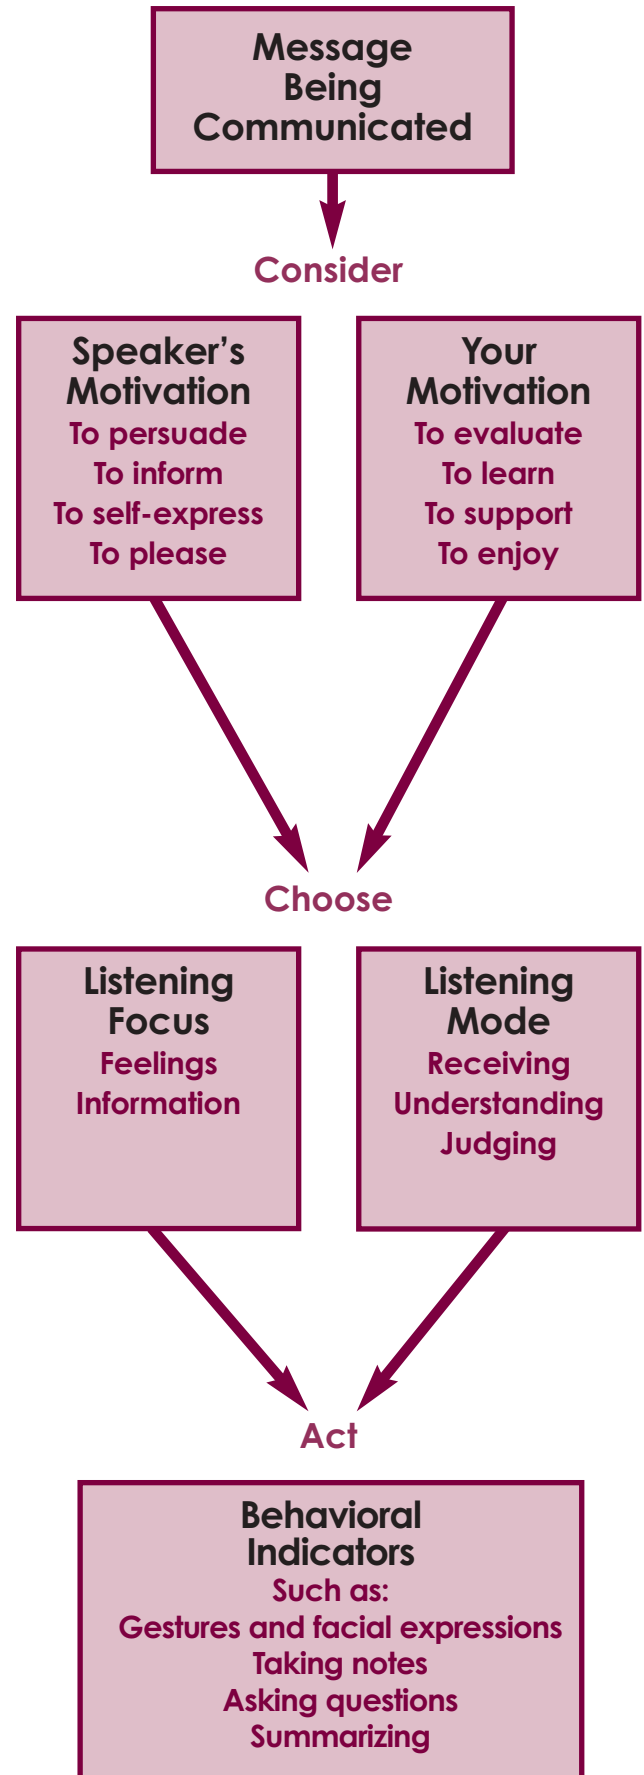 Message
Being
Communicated
Consider
Speaker’s
Motivation
To persuade
To inform
To self-express
To please
Your
Motivation
To evaluate
To learn
To support
To enjoy
Choose
Listening
Focus
Feelings
Information
Listening
Mode
Receiving
Understanding
Judging
Act
Behavioral
Indicators
Such as:
Gestures and facial expressions
Taking notes
Asking questions
Summarizing